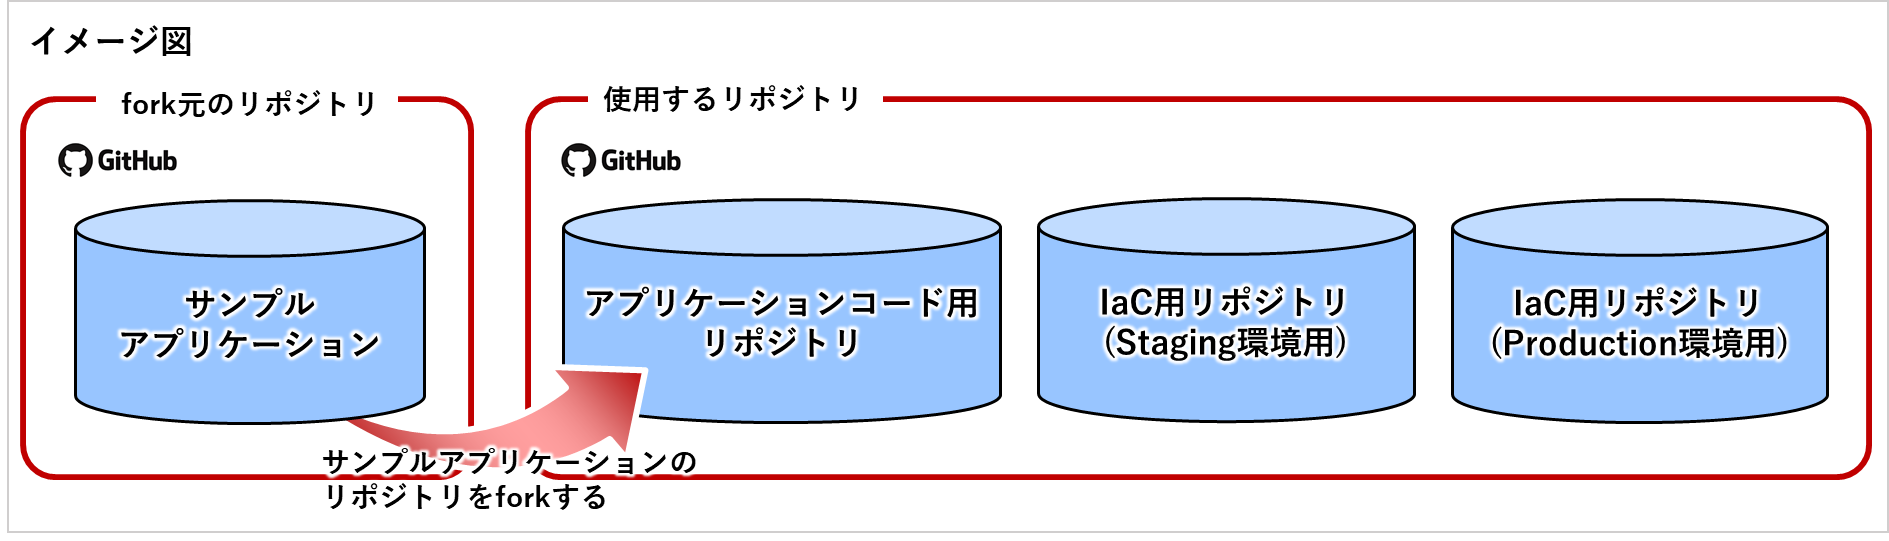 イメージ図
fork元のリポジトリ
GitHub
サンプル
アプリケーション
使用するリポジトリ
GitHub
アプリケーションコード用
リポジトリ
IaC用リポジトリ
(Staging環境用)
IaC用リポジトリ
(Production環境用)
サンプルアプリケーションの
リポジトリをforkする